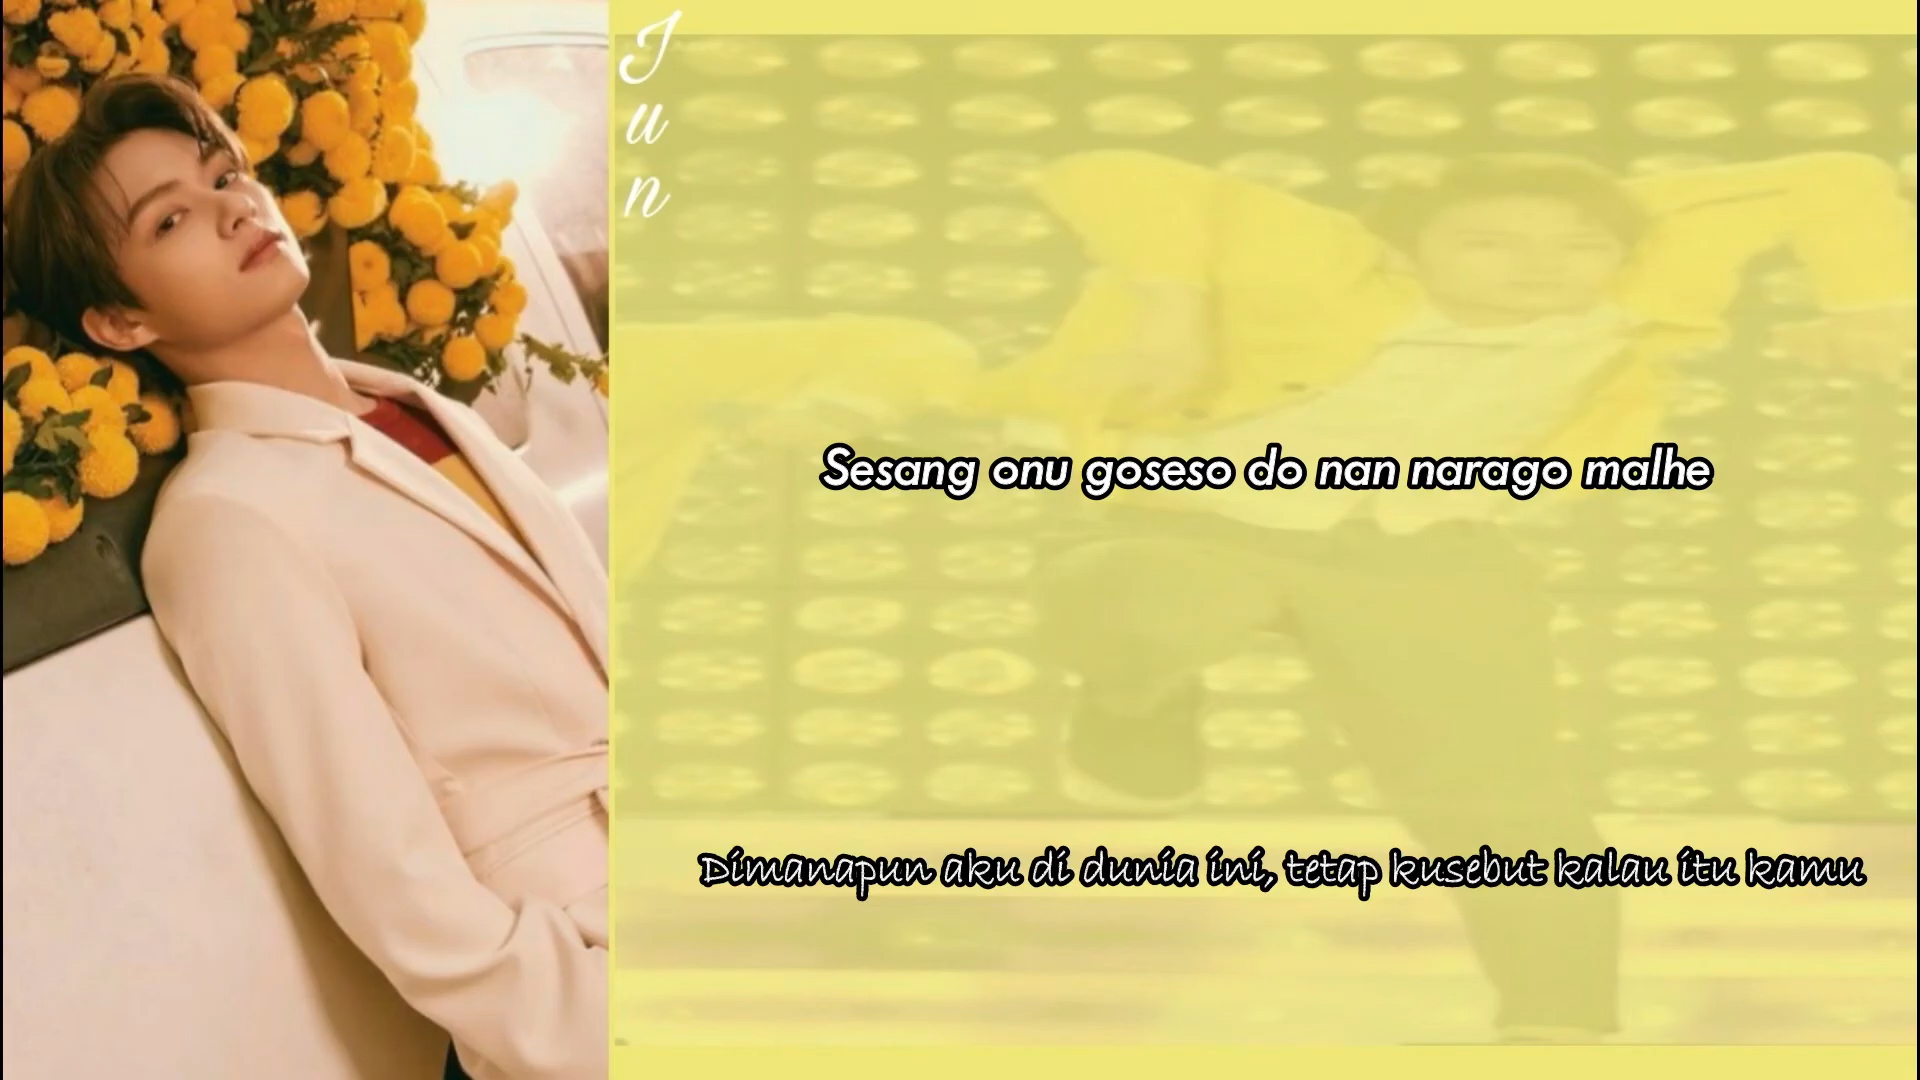 Jun
Sesang onu goseso do nan narago malhe
Dimanapun aku di dunia ini, tetap kusebut kalau itu kamu